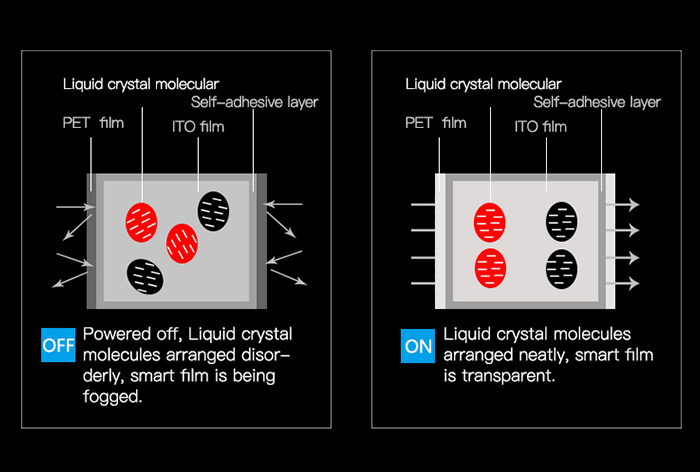 Liquid crystal molecular
Self-adhesive layer
PET film
ITO film
OFF
Powered off, Liquid crystal
molecules arranged disor-
derly, smart film is being
fogged.
Liquid crystal molecular
Self-adhesive layer
PET film
ITO film
ON
Liquid crystal molecules
arranged neatly, smart film
is transparent.